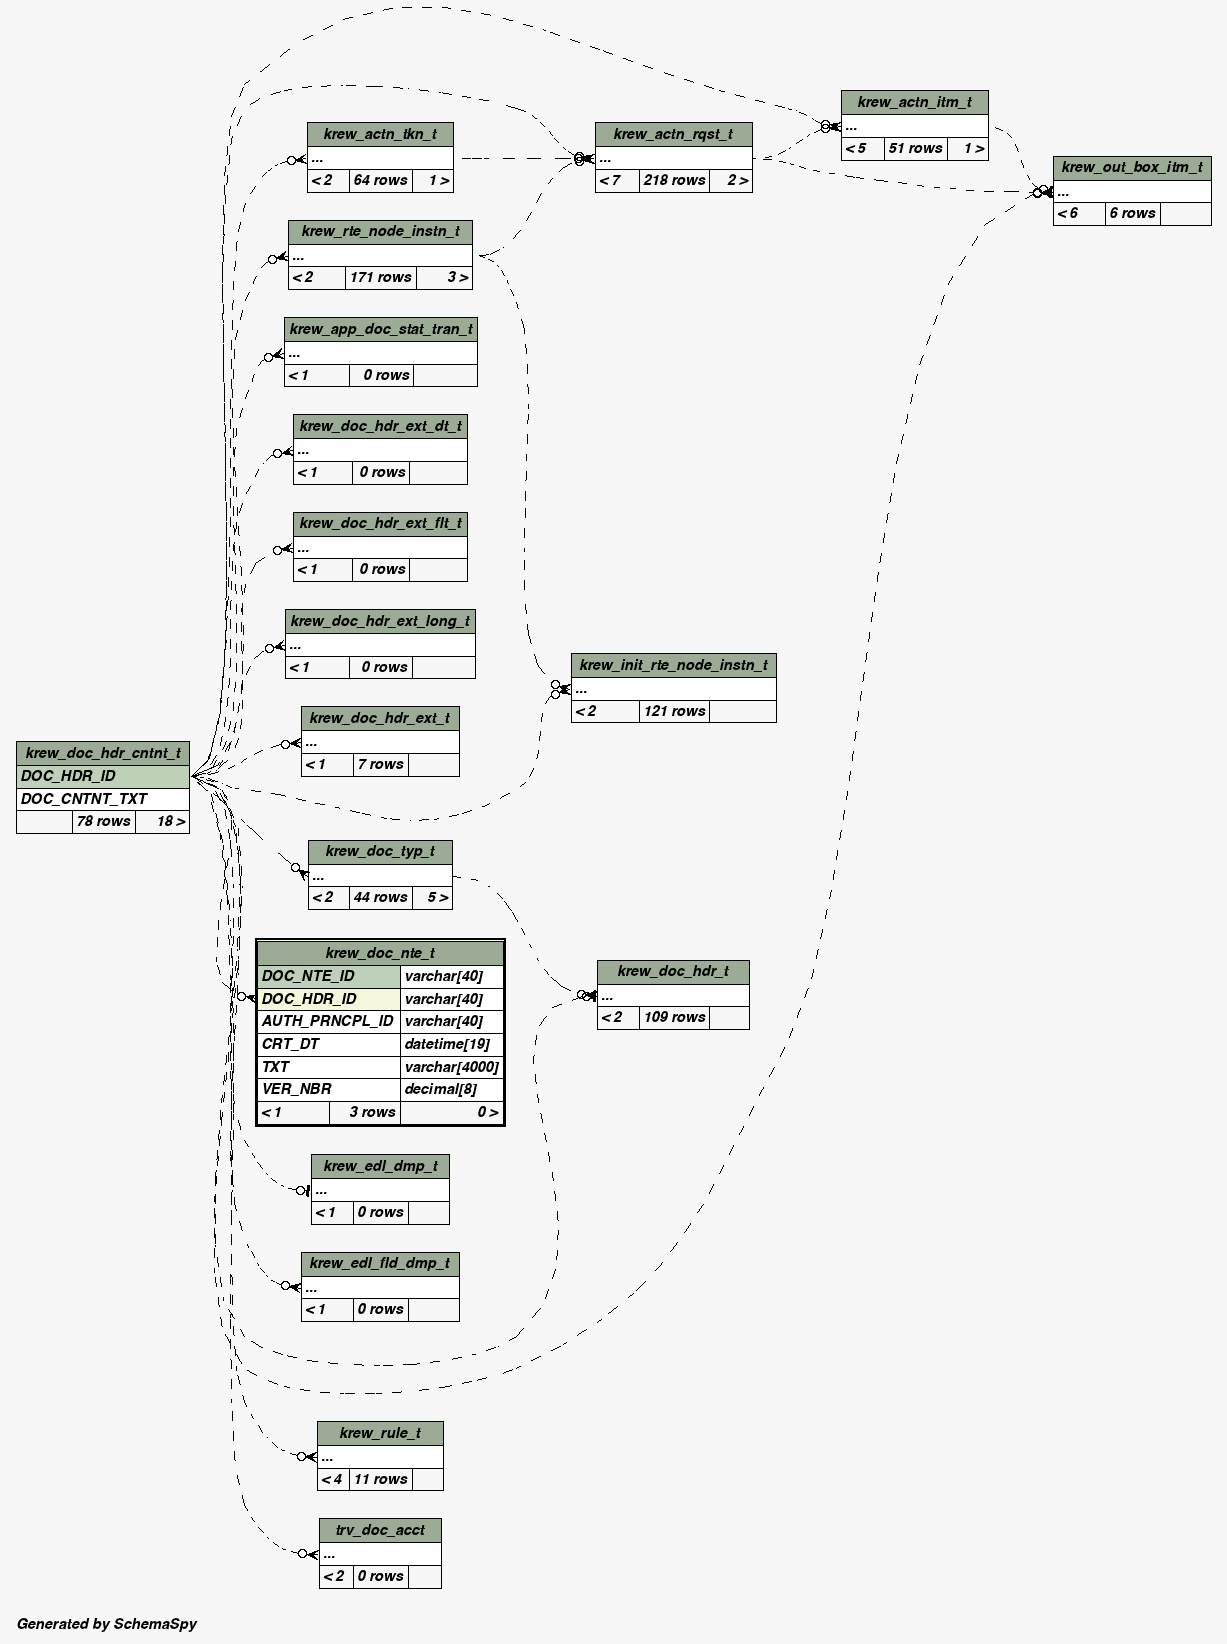 krew_actn_itm_t
...
< 5 51 rows 1 >
krew_actn_tkn_t
...
< 2 64 rows 1 >
krew_actn_rqst_t
...
< 7 218 rows 2 >
krew_out_box_itm_t
...
< 6 6 rows
krew_rte_node_instn_t
...
< 2 171 rows 3 >
krew_app_doc_stat_tran_t
...
< 1 0 rows
krew_doc_hdr_ext_dt_t
...
< 1 0 rows
krew_doc_hdr_ext_flt_t
...
< 1 0 rows
krew_doc_hdr_ext_long_t
...
< 1 0 rows
krew_init_rte_node_instn_t
...
< 2 121 rows
krew_doc_hdr_ext_t
...
< 1 7 rows
krew_doc_hdr_cntnt_t
DOC_HDR_ID
DOC_CNTNT_TXT
78 rows 18 >
krew_doc_typ_t
...
< 2 44 rows 5 >
krew_doc_nte_t
DOC_NTE_ID varchar[40]
DOC_HDR_ID varchar[40]
AUTH_PRNCPL_ID varchar[40]
CRT_DT datetime[19]
TXT varchar[4000]
VER_NBR decimal[8]
< 1 3 rows 0 >
krew_doc_hdr_t
...
< 2 109 rows
krew_edl_dmp_t
...
< 1 0 rows
krew_edl_fld_dmp_t
...
< 1 0 rows
krew_rule_t
...
< 4 11 rows
trv_doc_acct
...
< 2 0 rows
Generated by SchemaSpy